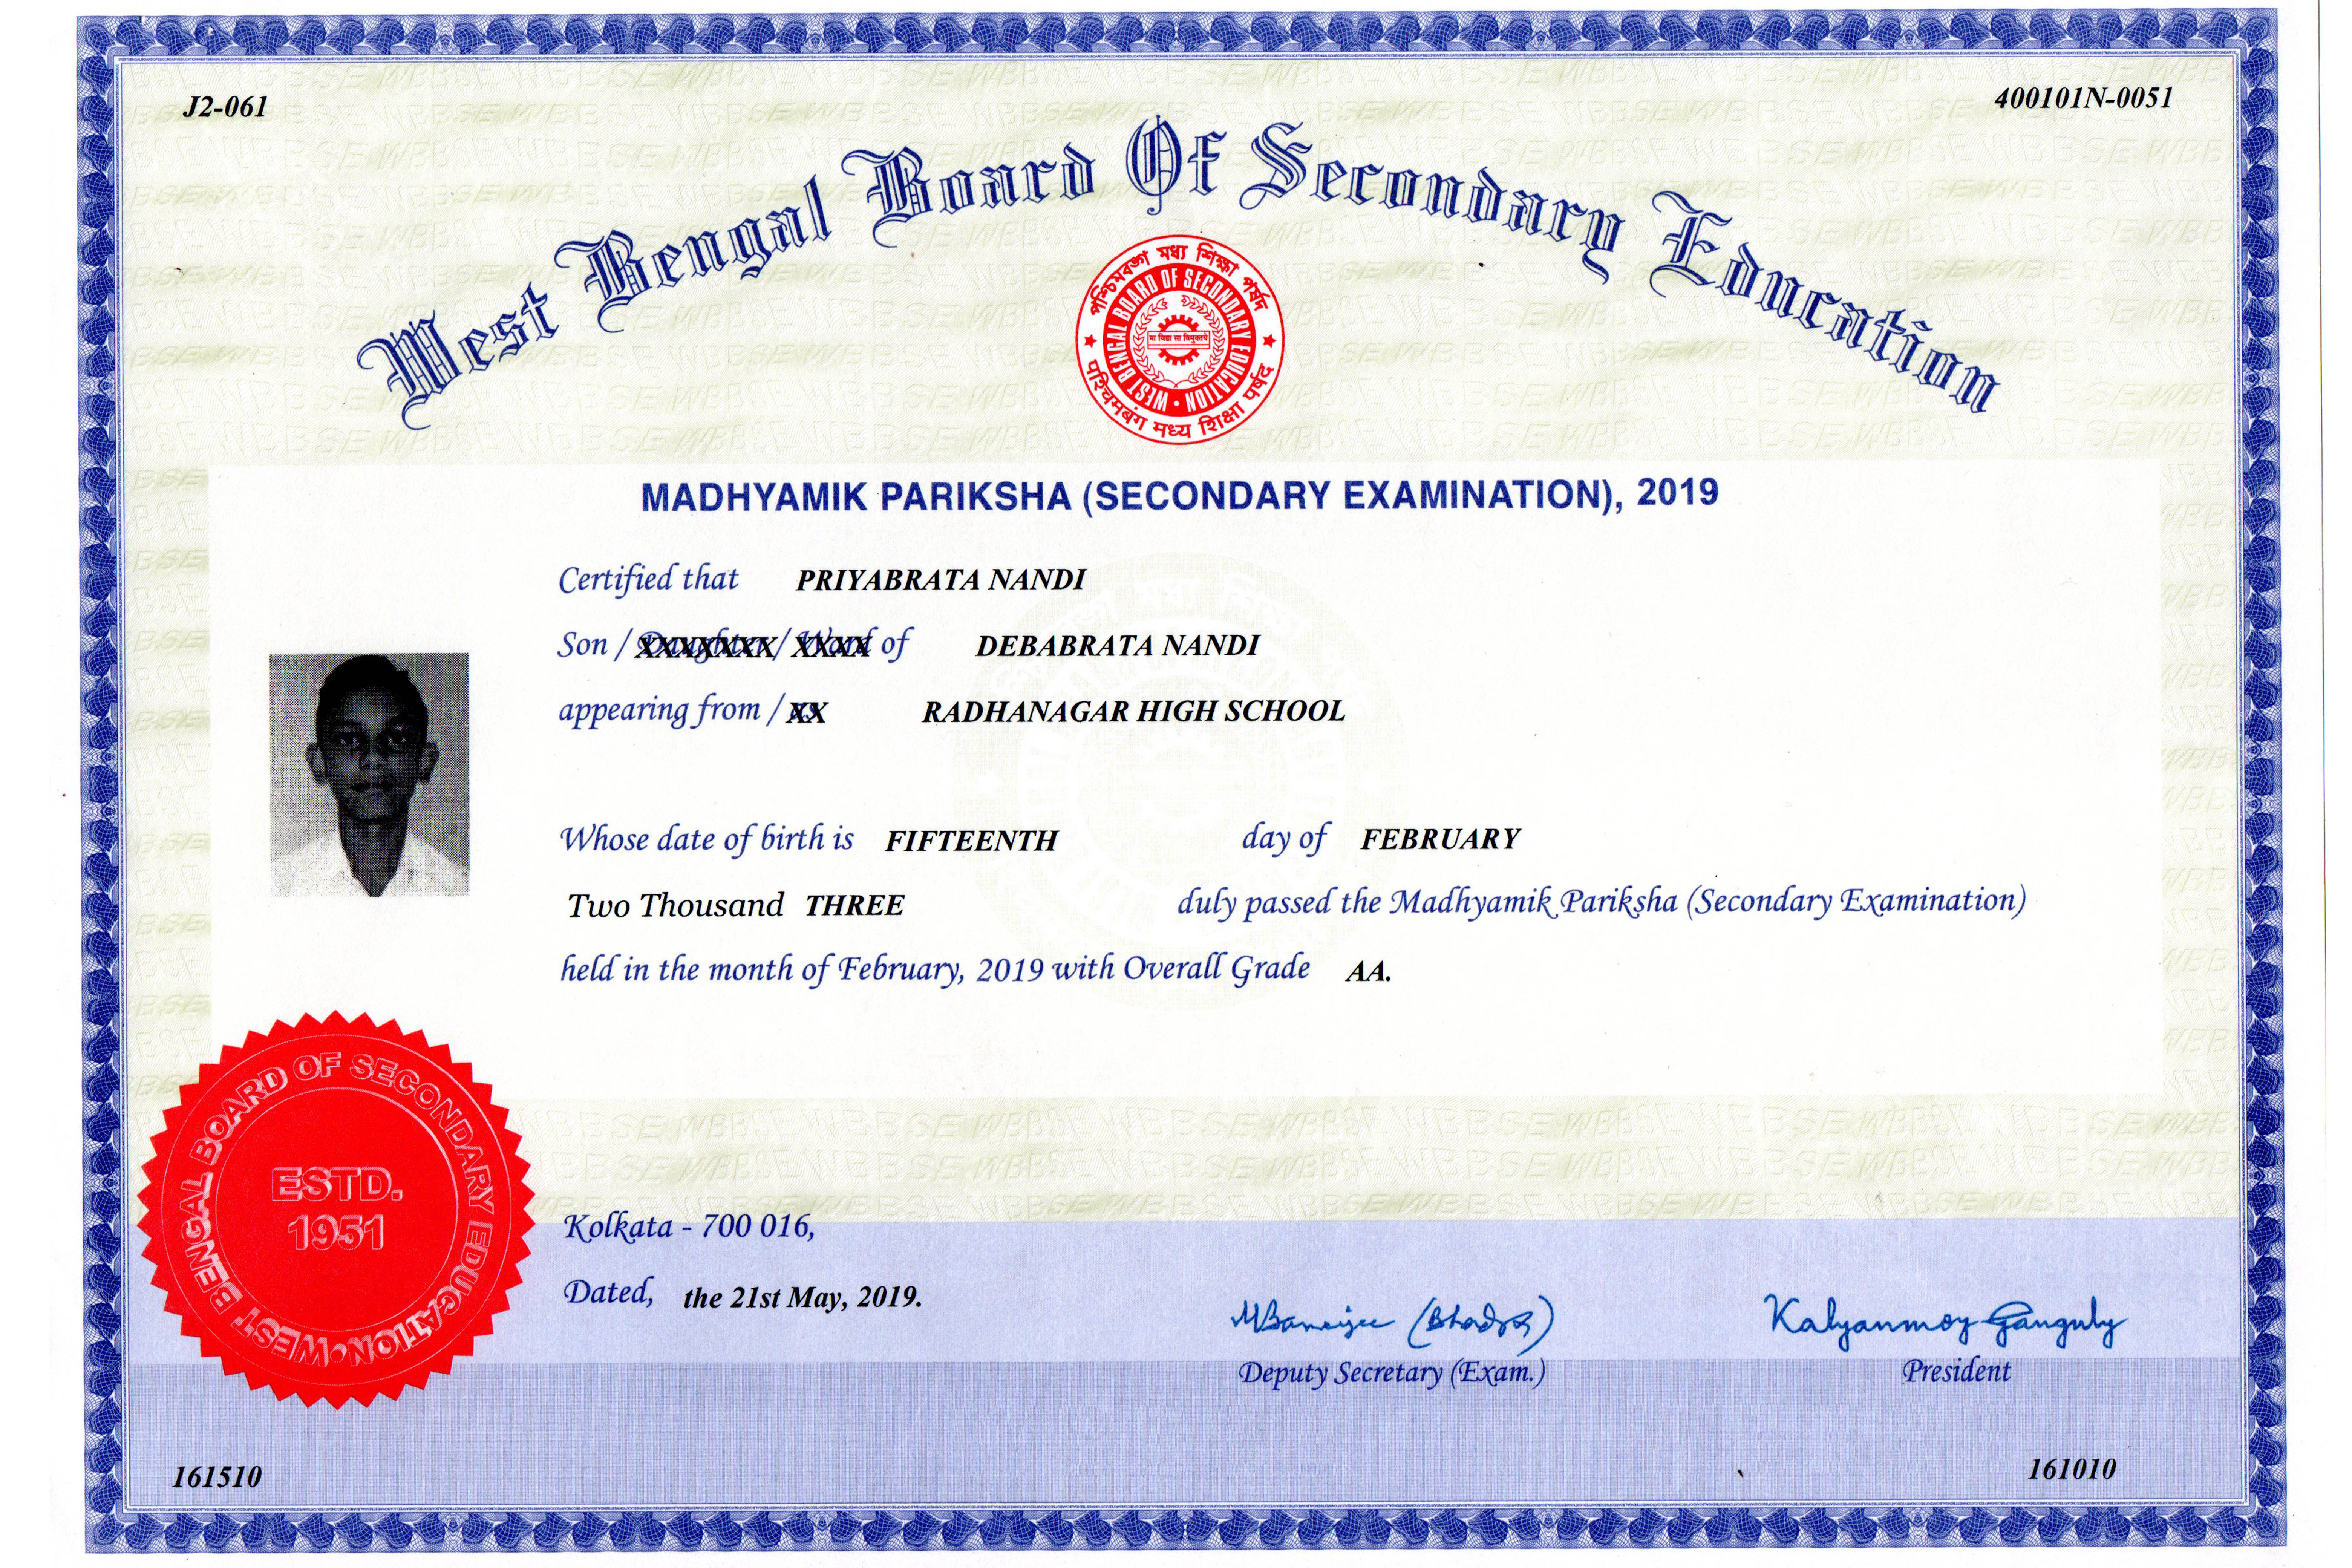 J2-061
400101N-0051
West Bengal Board Of Secondary Education
পশ্চিমবঙ্গ মধ্য শিক্ষা পর্ষদ
WEST BENGAL BOARD OF SECONDARY EDUCATION
सा विद्या या विमुक्तये
पश्चिमबंग मध्य शिक्षा पर्षद
MADHYAMIK PARIKSHA (SECONDARY EXAMINATION), 2019
Certified that PRIYABRATA NANDI
Son / Daughter / Ward of DEBABRATA NANDI
appearing from / as RADHANAGAR HIGH SCHOOL
Whose date of birth is FIFTEENTH day of FEBRUARY
Two Thousand THREE duly passed the Madhyamik Pariksha (Secondary Examination)
held in the month of February, 2019 with Overall Grade AA.
WEST BENGAL BOARD OF SECONDARY EDUCATION
ESTD.
1951
Kolkata - 700 016,
Dated, the 21st May, 2019.
MBanerjee (Bhadra)
Kalyanmoy Ganguly
Deputy Secretary (Exam.)
President
161510
161010